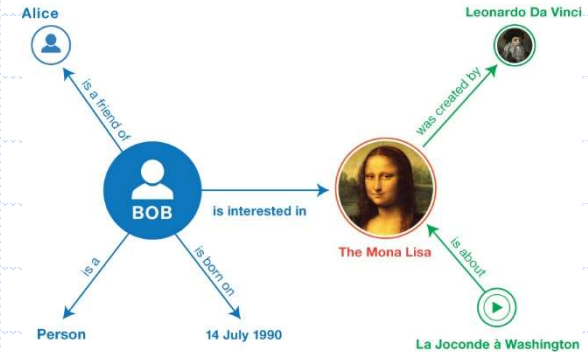 Alice
Leonardo Da Vinci
is a friend of
was created by
BOB
is interested in
The Mona Lisa
is a
is born on
is about
Person
14 July 1990
La Joconde à Washington